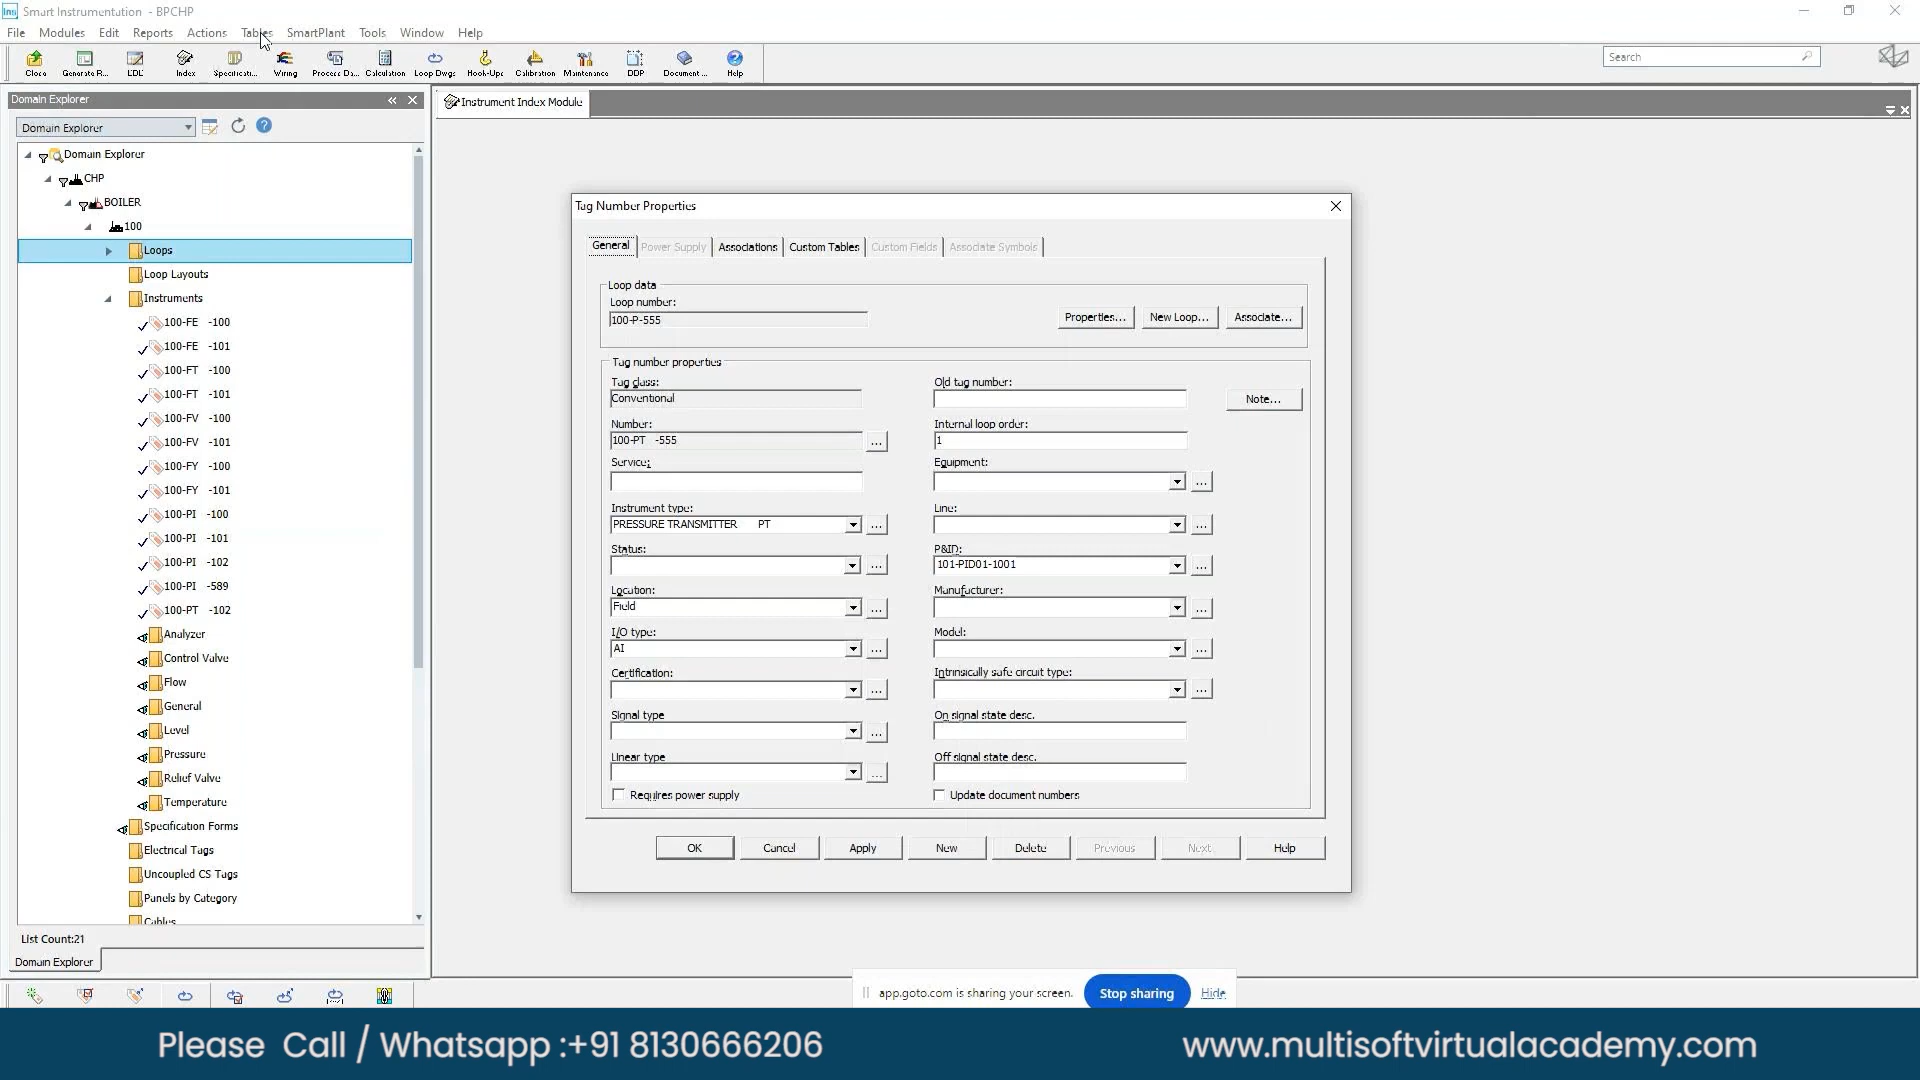 Smart Instrumentation - BPCHP
File Modules Edit Reports Actions Tables SmartPlant Tools Window Help
Close Generate R... EDE Index Specificati... Wiring Process Da... Calculation Loop Dwgs Hook-Ups Calibration Maintenance DDP Document ... Help
Search
Domain Explorer
Instrument Index Module
Domain Explorer
Domain Explorer
CHP
BOILER
100
Loops
Loop Layouts
Instruments
100-FE -100
100-FE -101
100-FT -100
100-FT -101
100-FV -100
100-FV -101
100-FY -100
100-FY -101
100-PI -100
100-PI -101
100-PI -102
100-PI -589
100-PT -102
Analyzer
Control Valve
Flow
General
Level
Pressure
Relief Valve
Temperature
Specification Forms
Electrical Tags
Uncoupled CS Tags
Panels by Category
Cables
List Count:21
Domain Explorer
Tag Number Properties
General Power Supply Associations Custom Tables Custom Fields Associate Symbols
Loop data
Loop number:
100-P-555
Properties... New Loop... Associate...
Tag number properties
Tag class: Old tag number:
Conventional
Note...
Number: Internal loop order:
100-PT -555 ... 1
Service: Equipment:
...
Instrument type: Line:
PRESSURE TRANSMITTER PT ... ...
Status: P&ID:
... 101-PID01-1001 ...
Location: Manufacturer:
Field ... ...
I/O type: Model:
AI ... ...
Certification: Intrinsically safe circuit type:
... ...
Signal type On signal state desc.
...
Linear type Off signal state desc.
...
Requires power supply Update document numbers
OK Cancel Apply New Delete Previous Next Help
app.goto.com is sharing your screen. Stop sharing Hide
Please Call / Whatsapp :+91 8130666206 www.multisoftvirtualacademy.com